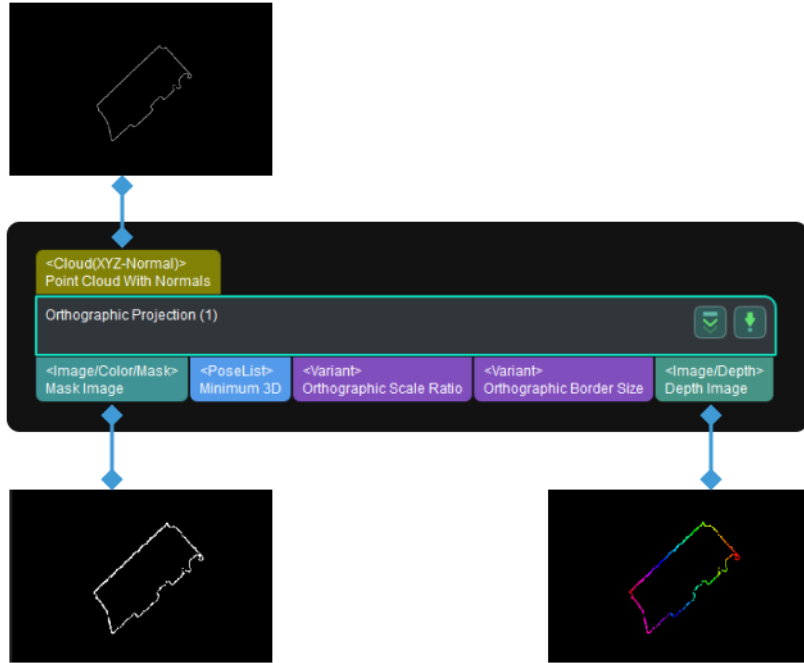 <Cloud(XYZ-Normal)>
Point Cloud With Normals
Orthographic Projection (1)
<Image/Color/Mask>
Mask Image
<PoseList>
Minimum 3D
<Variant>
Orthographic Scale Ratio
<Variant>
Orthographic Border Size
<Image/Depth>
Depth Image